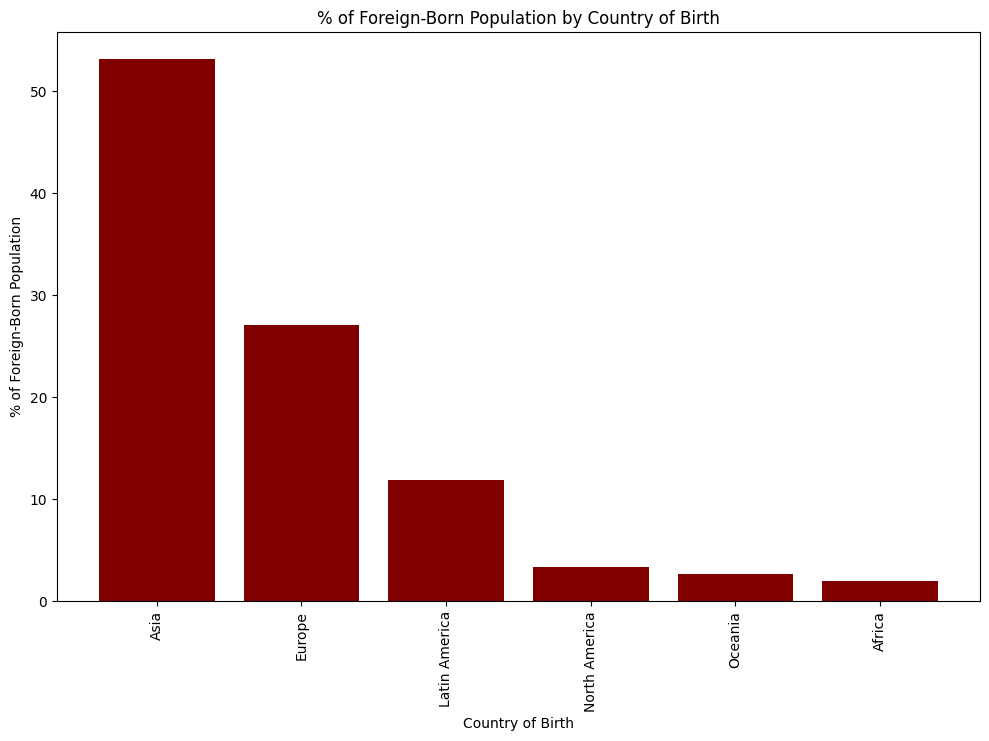 % of Foreign-Born Population by Country of Birth
% of Foreign-Born Population
50
40
30
20
10
0
Asia
Europe
Latin America
North America
Oceania
Africa
Country of Birth